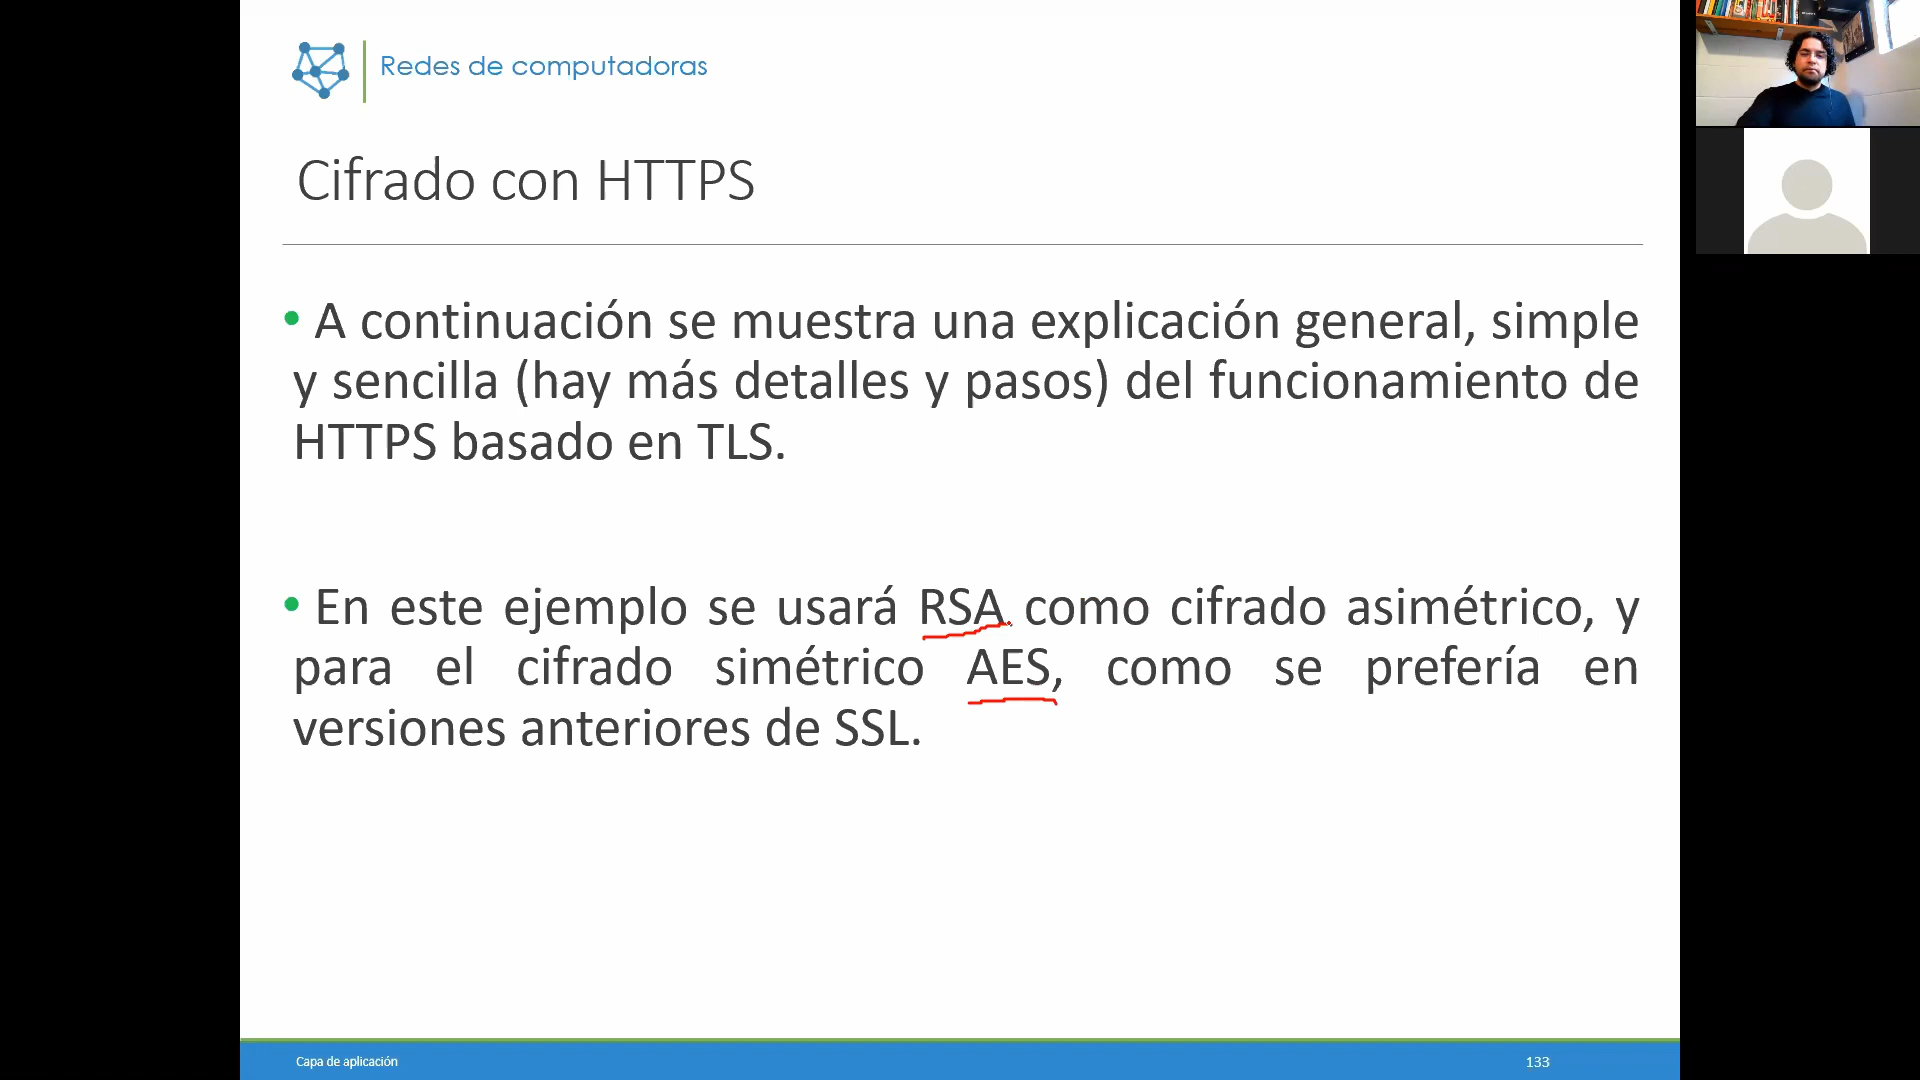 Redes de computadoras
Cifrado con HTTPS
• A continuación se muestra una explicación general, simple
y sencilla (hay más detalles y pasos) del funcionamiento de
HTTPS basado en TLS.
• En este ejemplo se usará RSA como cifrado asimétrico, y
para el cifrado simétrico AES, como se prefería en
versiones anteriores de SSL.
Capa de aplicación
133